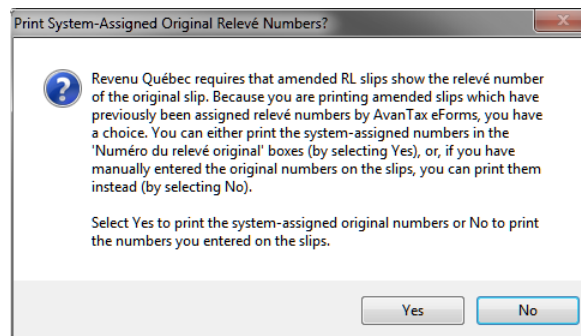 Print System-Assigned Original Relevé Numbers?
Revenu Québec requires that amended RL slips show the relevé number
of the original slip. Because you are printing amended slips which have
previously been assigned relevé numbers by AvanTax eForms, you have
a choice. You can either print the system-assigned numbers in the
'Numéro du relevé original' boxes (by selecting Yes), or, if you have
manually entered the original numbers on the slips, you can print them
instead (by selecting No).
Select Yes to print the system-assigned original numbers or No to print
the numbers you entered on the slips.
Yes No